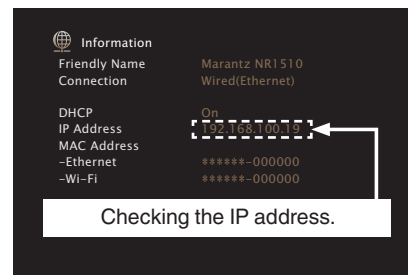 Information
Friendly Name Marantz NR1510
Connection Wired(Ethernet)
DHCP On
IP Address 192.168.100.19
MAC Address
-Ethernet ******-000000
-Wi-Fi ******-000000
Checking the IP address.